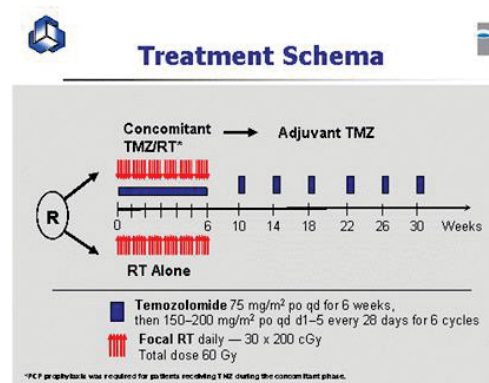 Treatment Schema
Concomitant
TMZ/RT*
Adjuvant TMZ
R
0 6 10 14 18 22 26 30 Weeks
RT Alone
Temozolomide 75 mg/m² po qd for 6 weeks,
then 150–200 mg/m² po qd d1–5 every 28 days for 6 cycles
Focal RT daily — 30 x 200 cGy
Total dose 60 Gy
*PCP prophylaxis was required for patients receiving TMZ during the concomitant phase.